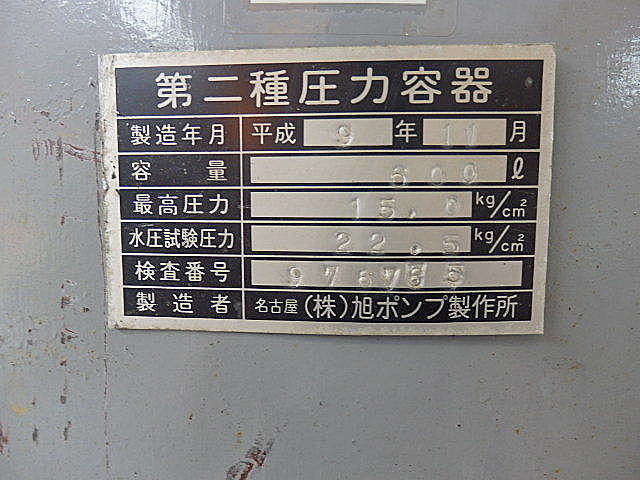 第二種圧力容器
製造年月 平成 9 年 11 月
容量 600 ℓ
最高圧力 15.0 kg/cm²
水圧試験圧力 22.5 kg/cm²
検査番号
製造者 名古屋 (株)旭ポンプ製作所